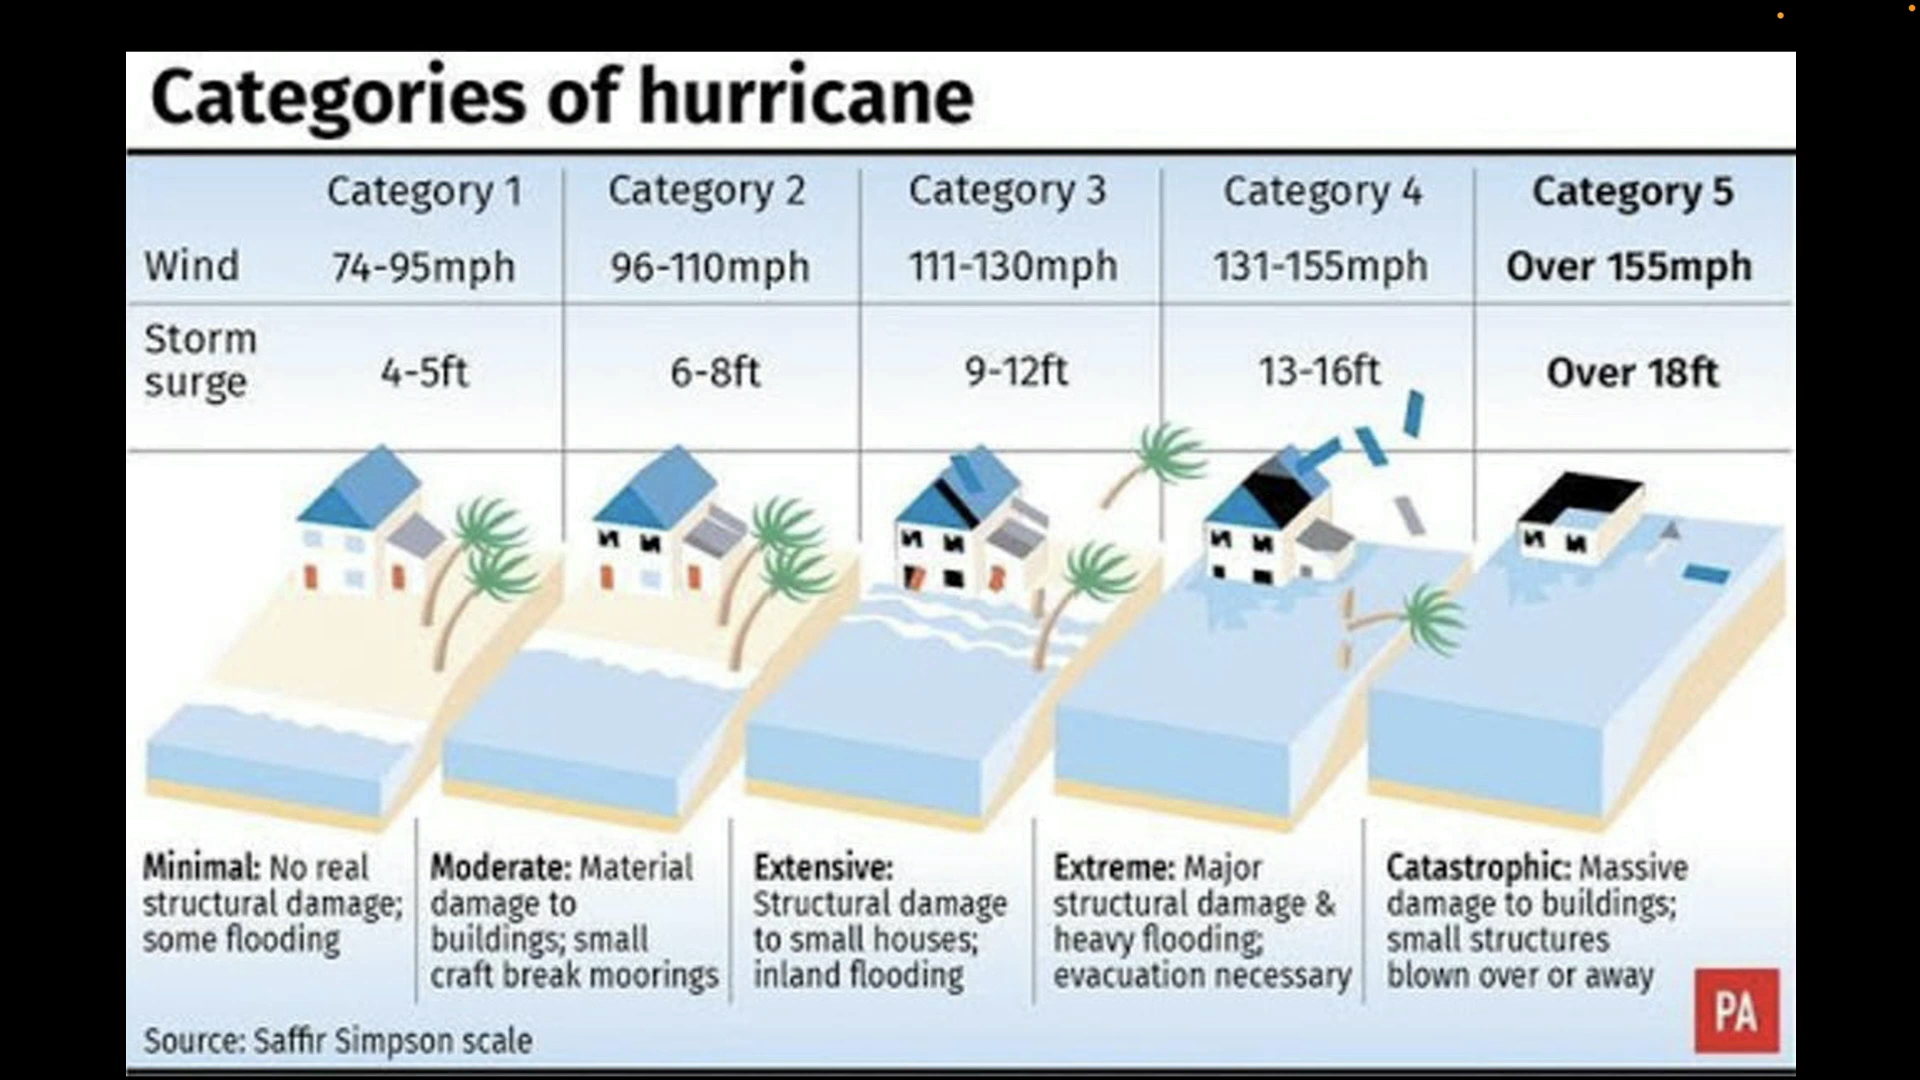 Categories of hurricane
Category 1 Category 2 Category 3 Category 4 Category 5
Wind 74-95mph 96-110mph 111-130mph 131-155mph Over 155mph
Storm
surge 4-5ft 6-8ft 9-12ft 13-16ft Over 18ft
Minimal: No real
structural damage;
some flooding
Moderate: Material
damage to
buildings; small
craft break moorings
Extensive:
Structural damage
to small houses;
inland flooding
Extreme: Major
structural damage &
heavy flooding;
evacuation necessary
Catastrophic: Massive
damage to buildings;
small structures
blown over or away
PA
Source: Saffir Simpson scale